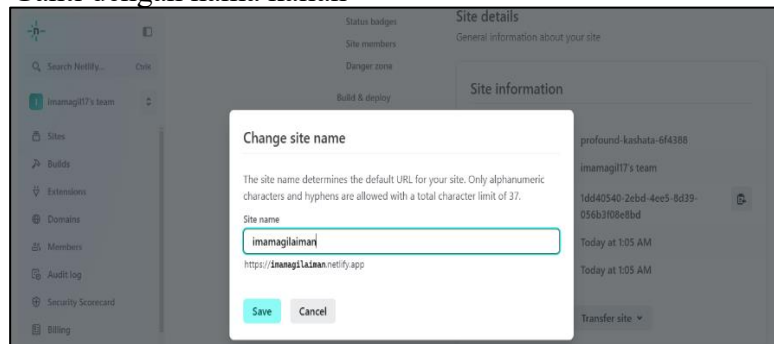 Status badges
Site members
Danger zone
Build & deploy
Site details
General information about your site
Site information
Search Netlify...
Ctrl+K
imamagil17's team
Sites
Builds
Extensions
Domains
Members
Audit log
Security Scorecard
Billing
Change site name
The site name determines the default URL for your site. Only alphanumeric
characters and hyphens are allowed with a total character limit of 37.
Site name
imamagilaiman
https://imamagilaiman.netlify.app
Save
Cancel
profound-kashata-6f4388
imamagil17's team
1dd40540-2ebd-4ee5-8d39-
056b3f08e8bd
Today at 1:05 AM
Today at 1:05 AM
Transfer site